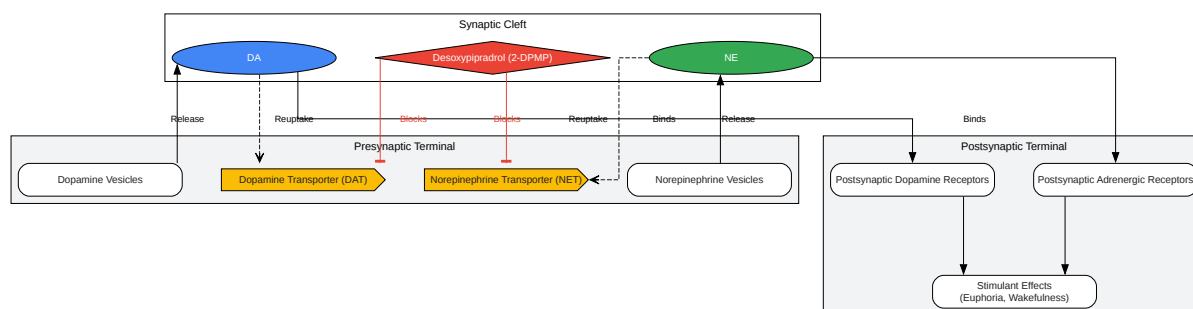 Synaptic Cleft
DA
Desoxypipradrol (2-DPMP)
NE
Release
Reuptake
Blocks
Blocks
Reuptake
Binds
Release
Binds
Presynaptic Terminal
Postsynaptic Terminal
Dopamine Vesicles
Dopamine Transporter (DAT)
Norepinephrine Transporter (NET)
Norepinephrine Vesicles
Postsynaptic Dopamine Receptors
Postsynaptic Adrenergic Receptors
Stimulant Effects
(Euphoria, Wakefulness)